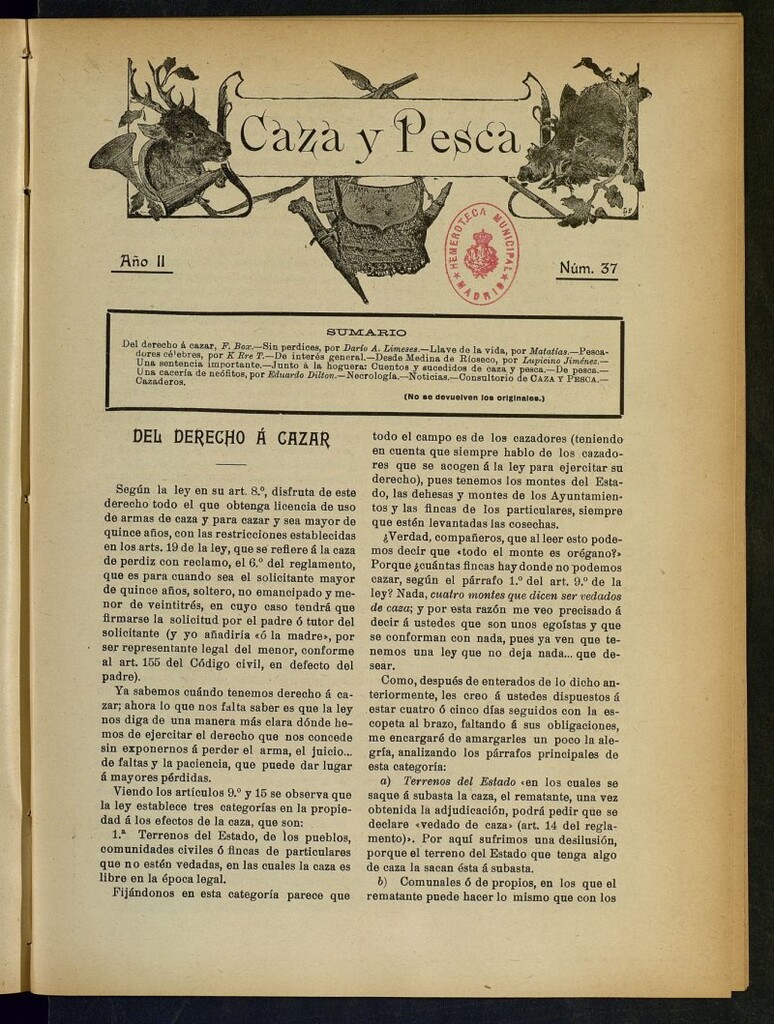 Caza y Pesca
HEMEROTECA MUNICIPAL
* MADRID *
Año II
Núm. 37
SUMARIO
Del derecho á cazar, F. Box.—Sin perdices, por Darío A. Limeses.—Llave de la vida, por Matatías.—Pesca-
dores célebres, por K Ere T.—De interés general.—Desde Medina de Rioseco, por Lupicino Jiménez.—
Una sentencia importante.—Junto á la hoguera: Cuentos y sucedidos de caza y pesca.—De pesca.—
Una cacería de neófitos, por Eduardo Dilton.—Necrología.—Noticias.—Consultorio de CAZA Y PESCA.—
Cazaderos.
(No se devuelven los originales.)
DEL DERECHO Á CAZAR
Según la ley en su art. 8.º, disfruta de este
derecho todo el que obtenga licencia de uso
de armas de caza y para cazar y sea mayor de
quince años, con las restricciones establecidas
en los arts. 19 de la ley, que se refiere á la caza
de perdiz con reclamo, el 6.º del reglamento,
que es para cuando sea el solicitante mayor
de quince años, soltero, no emancipado y me-
nor de veintitrés, en cuyo caso tendrá que
firmarse la solicitud por el padre ó tutor del
solicitante (y yo añadiría «ó la madre», por
ser representante legal del menor, conforme
al art. 155 del Código civil, en defecto del
padre).
Ya sabemos cuándo tenemos derecho á ca-
zar; ahora lo que nos falta saber es que la ley
nos diga de una manera más clara dónde he-
mos de ejercitar el derecho que nos concede
sin exponernos á perder el arma, el juicio...
de faltas y la paciencia, que puede dar lugar
á mayores pérdidas.
Viendo los artículos 9.º y 15 se observa que
la ley establece tres categorías en la propie-
dad á los efectos de la caza, que son:
1.ª Terrenos del Estado, de los pueblos,
comunidades civiles ó fincas de particulares
que no estén vedadas, en las cuales la caza es
libre en la época legal.
Fijándonos en esta categoría parece que
todo el campo es de los cazadores (teniendo
en cuenta que siempre hablo de los cazado-
res que se acogen á la ley para ejercitar su
derecho), pues tenemos los montes del Esta-
do, las dehesas y montes de los Ayuntamien-
tos y las fincas de los particulares, siempre
que estén levantadas las cosechas.
¿Verdad, compañeros, que al leer esto pode-
mos decir que «todo el monte es orégano?»
Porque ¿cuántas fincas hay donde no podemos
cazar, según el párrafo 1.º del art. 9.º de la
ley? Nada, cuatro montes que dicen ser vedados
de caza; y por esta razón me veo precisado á
decir á ustedes que son unos egoístas y que
se conforman con nada, pues ya ven que te-
nemos una ley que no deja nada... que de-
sear.
Como, después de enterados de lo dicho an-
teriormente, les creo á ustedes dispuestos á
estar cuatro ó cinco días seguidos con la es-
copeta al brazo, faltando á sus obligaciones,
me encargaré de amargarles un poco la ale-
gría, analizando los párrafos principales de
esta categoría:
a) Terrenos del Estado «en los cuales se
saque á subasta la caza, el rematante, una vez
obtenida la adjudicación, podrá pedir que se
declare «vedado de caza» (art. 14 del regla-
mento)». Por aquí sufrimos una desilusión,
porque el terreno del Estado que tenga algo
de caza la sacan ésta á subasta.
b) Comunales ó de propios, en los que el
rematante puede hacer lo mismo que con los